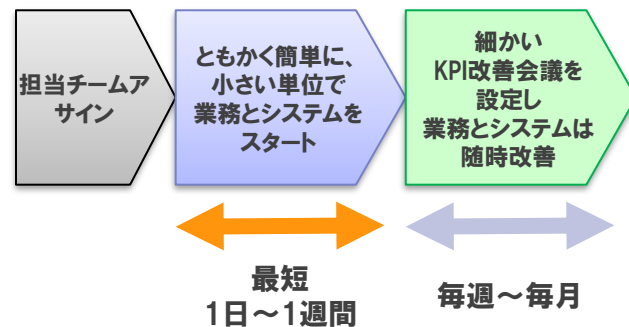 担当チームア
サイン
ともかく簡単に、
小さい単位で
業務とシステムを
スタート
細かい
KPI改善会議を
設定し
業務とシステムは
随時改善
最短
1日～1週間
毎週～毎月